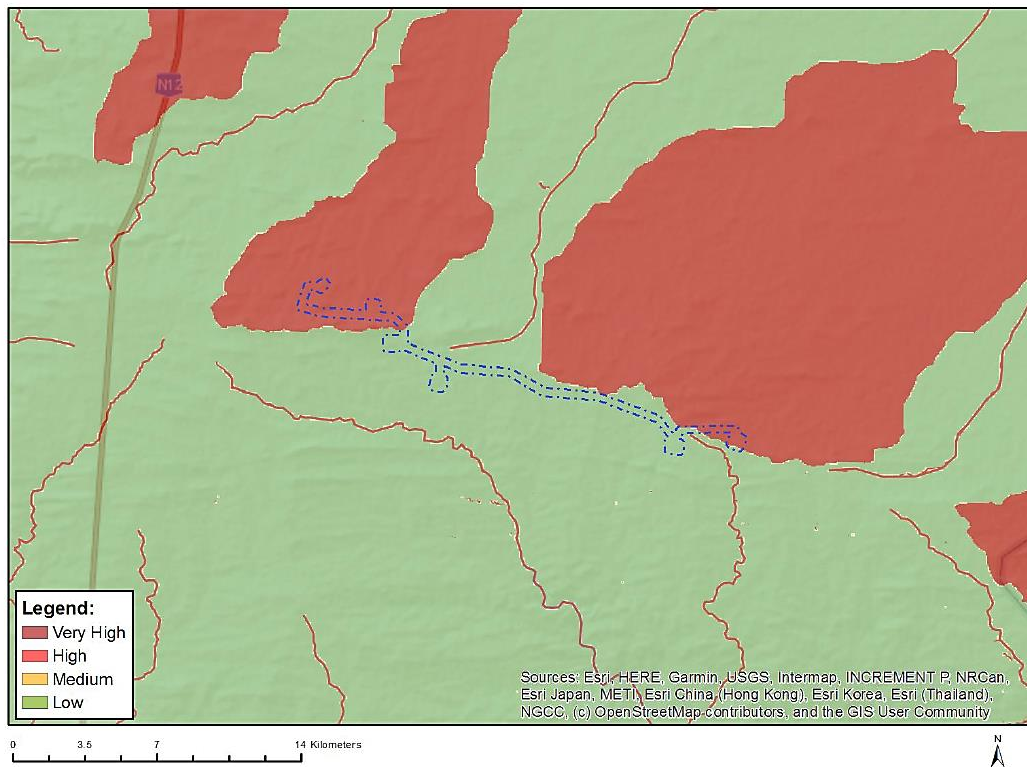 N12
Legend:
Very High
High
Medium
Low
Sources: Esri, HERE, Garmin, USGS, Intermap, INCREMENT P, NRCan,
Esri Japan, METI, Esri China (Hong Kong), Esri Korea, Esri (Thailand),
NGCC, (c) OpenStreetMap contributors, and the GIS User Community
0 3.5 7 14 Kilometers
N